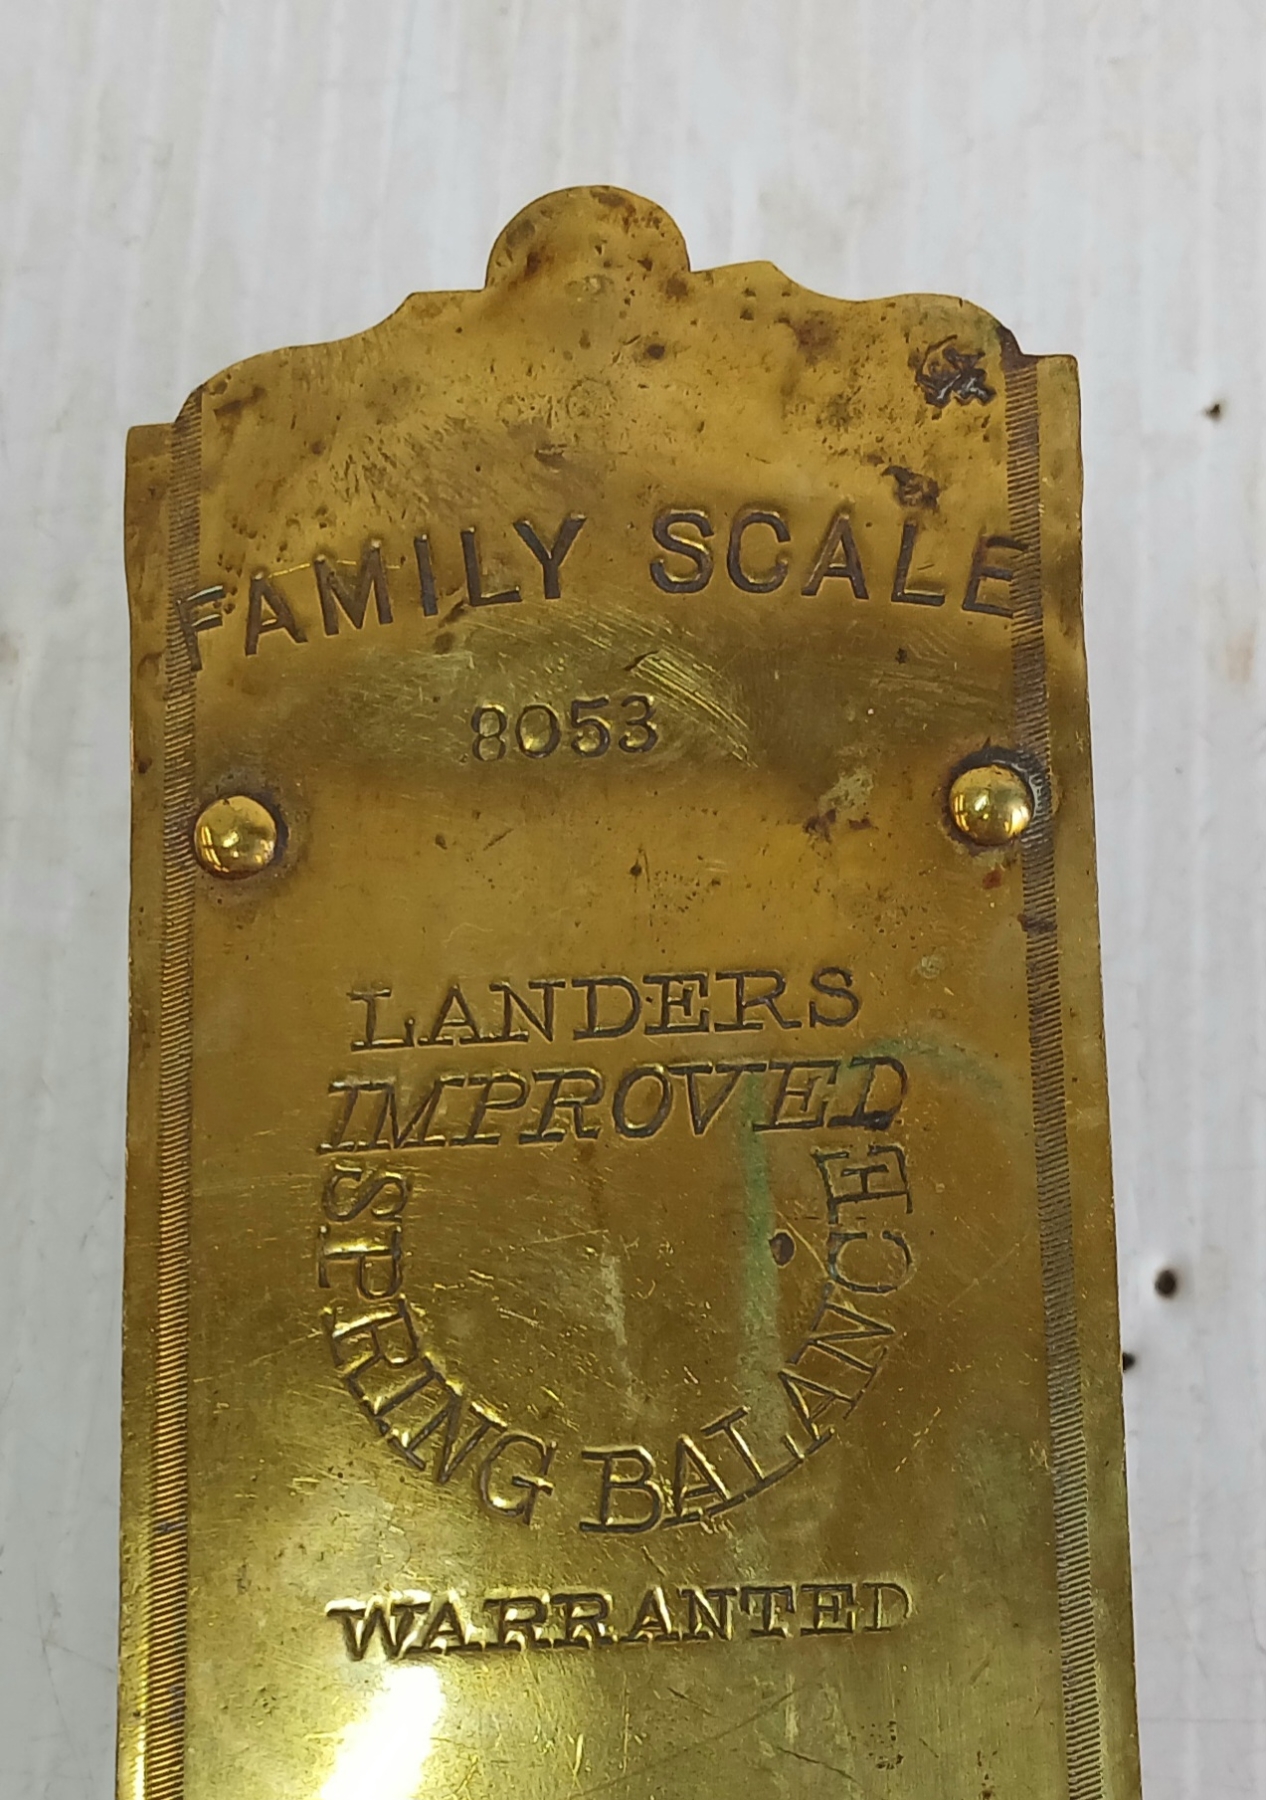 FAMILY SCALE
8053
LANDERS
IMPROVED
SPRING BALANCE
WARRANTED